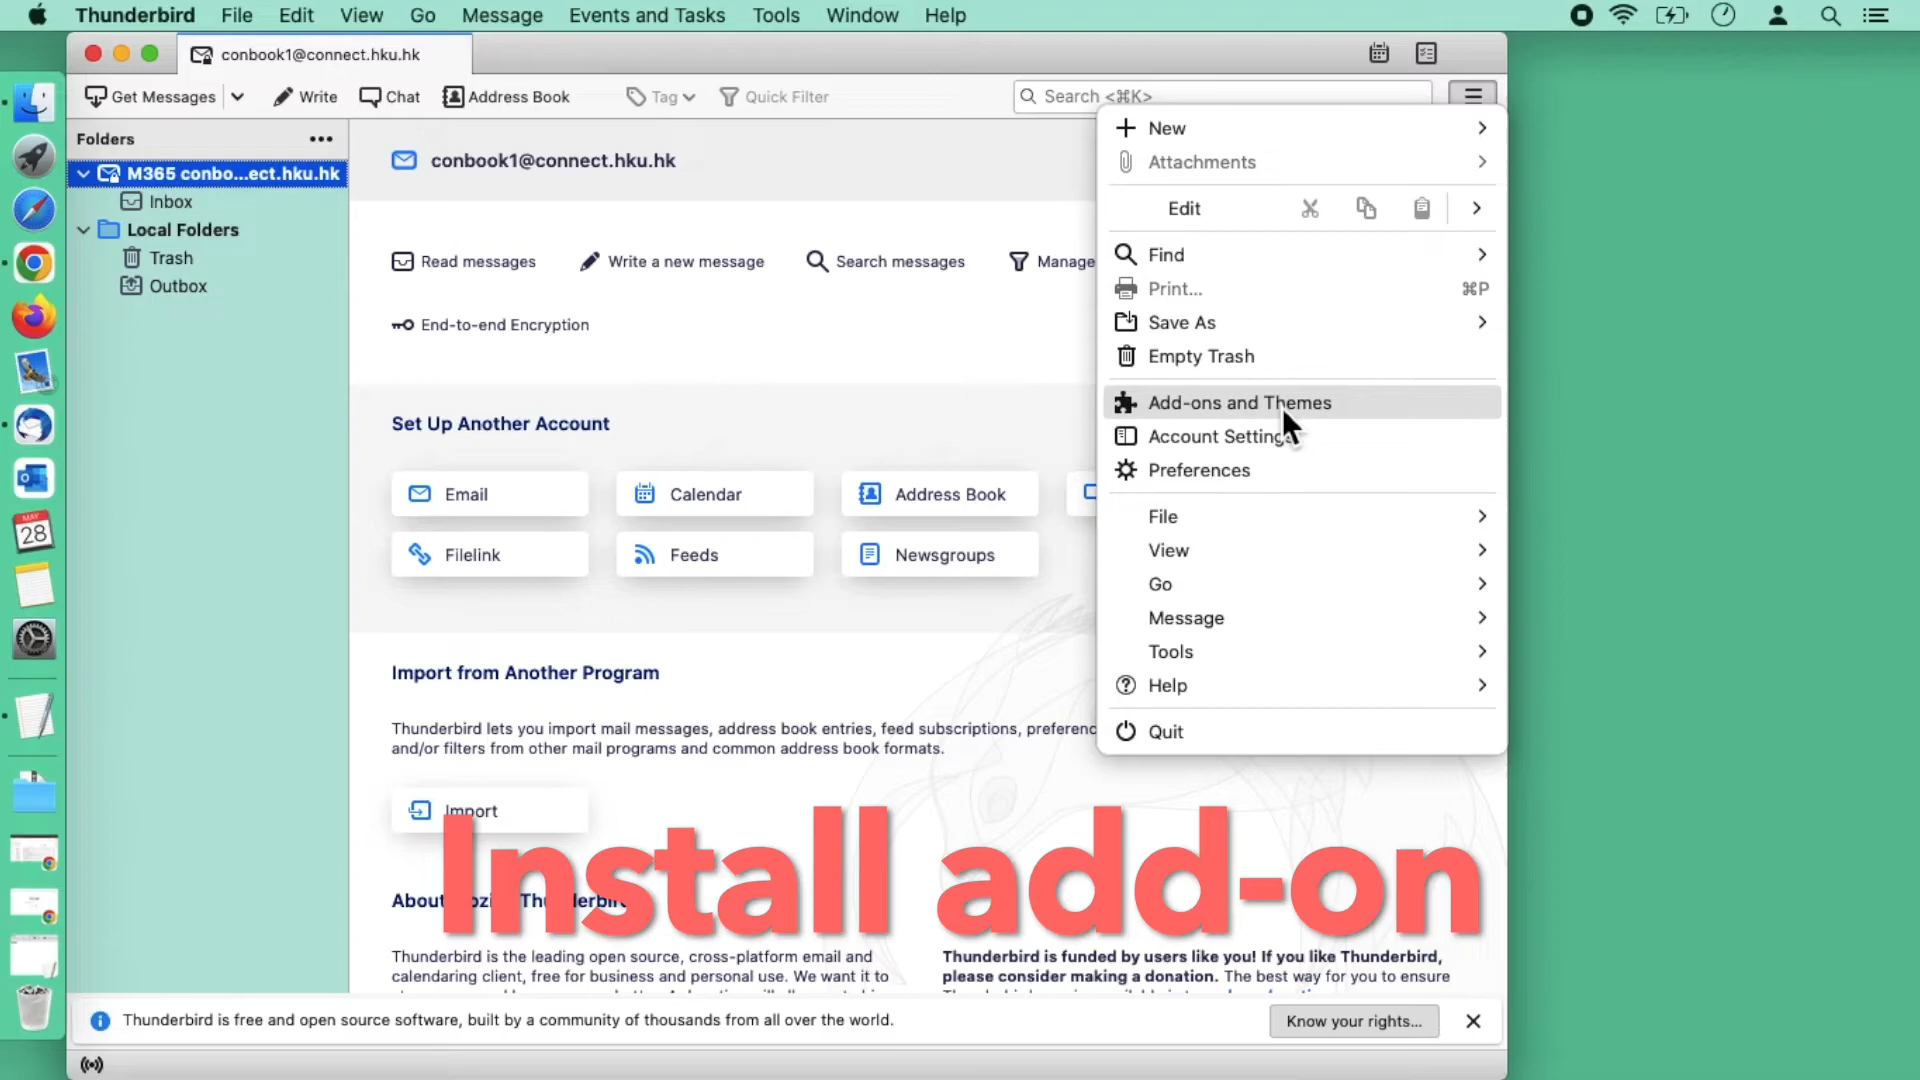 Thunderbird File Edit View Go Message Events and Tasks Tools Window Help
conbook1@connect.hku.hk
Get Messages Write Chat Address Book Tag Quick Filter Search <⌘K>
Folders
M365 conbo...ect.hku.hk
Inbox
Local Folders
Trash
Outbox
conbook1@connect.hku.hk
Read messages Write a new message Search messages Manage
End-to-end Encryption
Set Up Another Account
Email Calendar Address Book
Filelink Feeds Newsgroups
Import from Another Program
Thunderbird lets you import mail messages, address book entries, feed subscriptions, preferenc
and/or filters from other mail programs and common address book formats.
Import
New
Attachments
Edit
Find
Print... ⌘P
Save As
Empty Trash
Add-ons and Themes
Account Settings
Preferences
File
View
Go
Message
Tools
Help
Quit
MAY
28
Install add-on
About
Thunderbird is the leading open source, cross-platform email and
calendaring client, free for business and personal use. We want it to
Thunderbird is funded by users like you! If you like Thunderbird,
please consider making a donation. The best way for you to ensure
Thunderbird is free and open source software, built by a community of thousands from all over the world.
Know your rights...